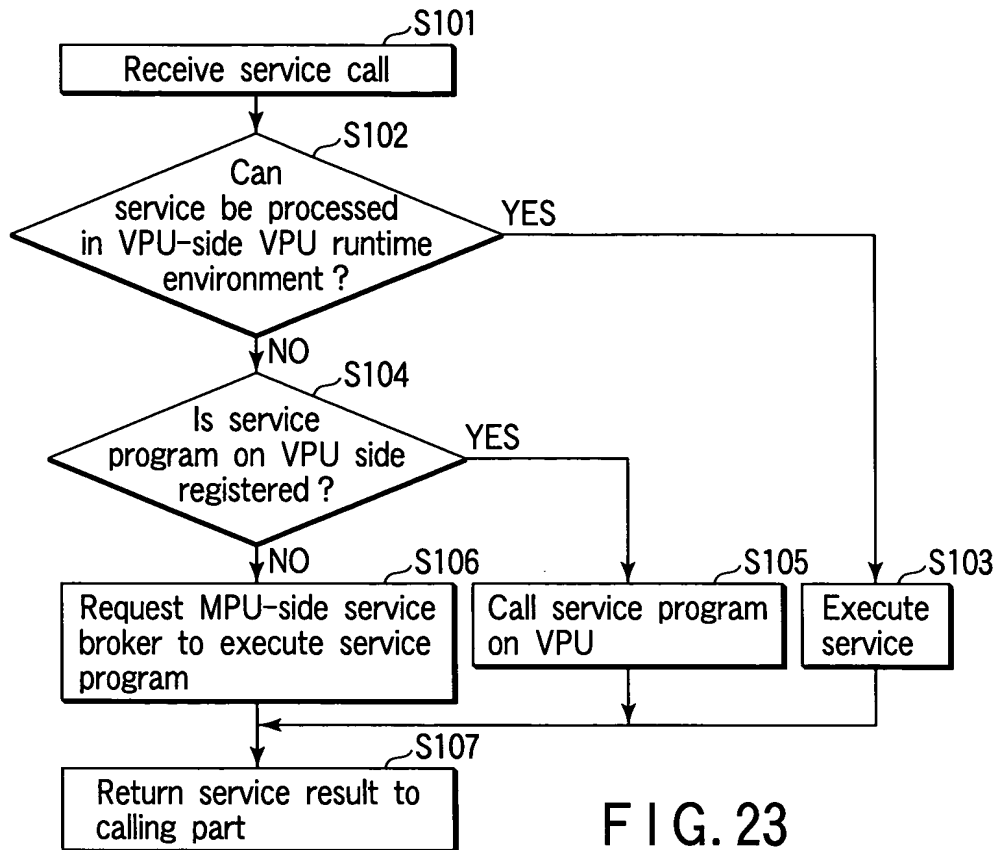 S101
Receive service call
S102
Can
service be processed
in VPU-side VPU runtime
environment ?
YES
NO
S104
Is service
program on VPU side
registered ?
YES
NO
S106
Request MPU-side service
broker to execute service
program
S105
Call service program
on VPU
S103
Execute
service
S107
Return service result to
calling part
FIG. 23